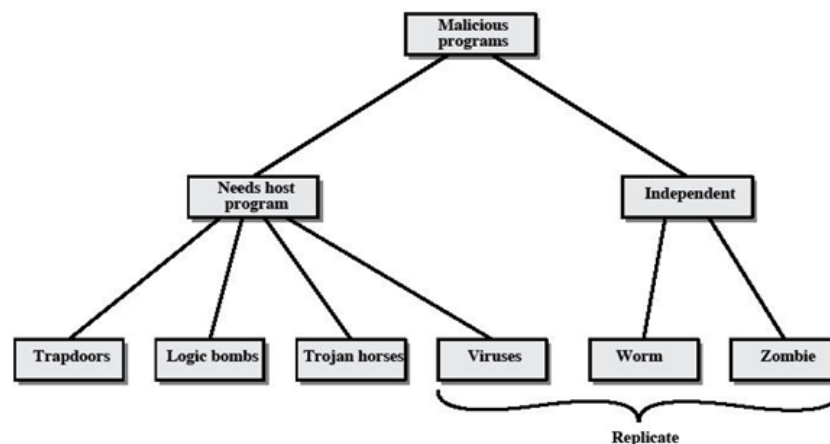 Malicious
programs
Needs host
program
Independent
Trapdoors
Logic bombs
Trojan horses
Viruses
Worm
Zombie
Replicate